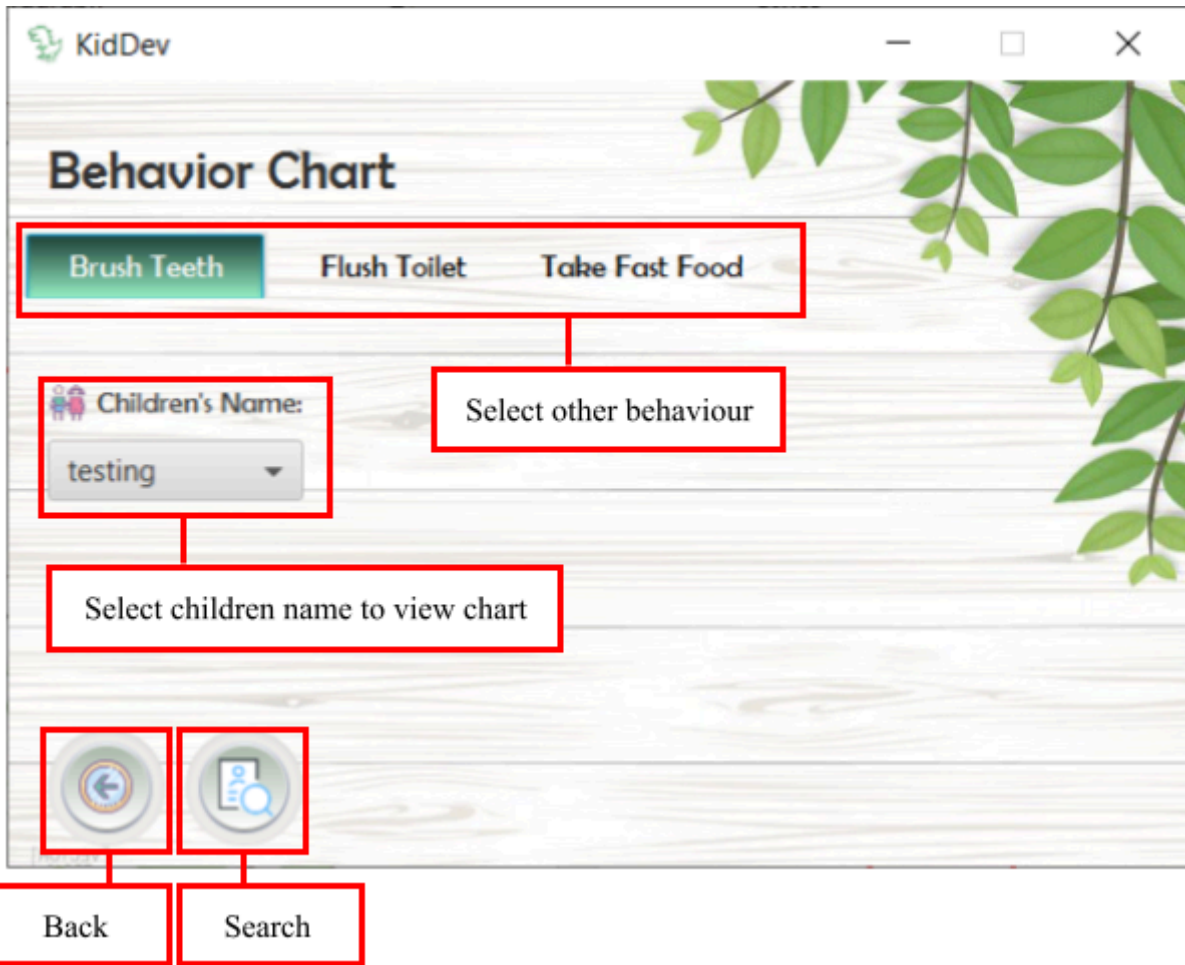 KidDev
Behavior Chart
Brush Teeth Flush Toilet Take Fast Food
Select other behaviour
Children's Name:
testing
Select children name to view chart
Back Search